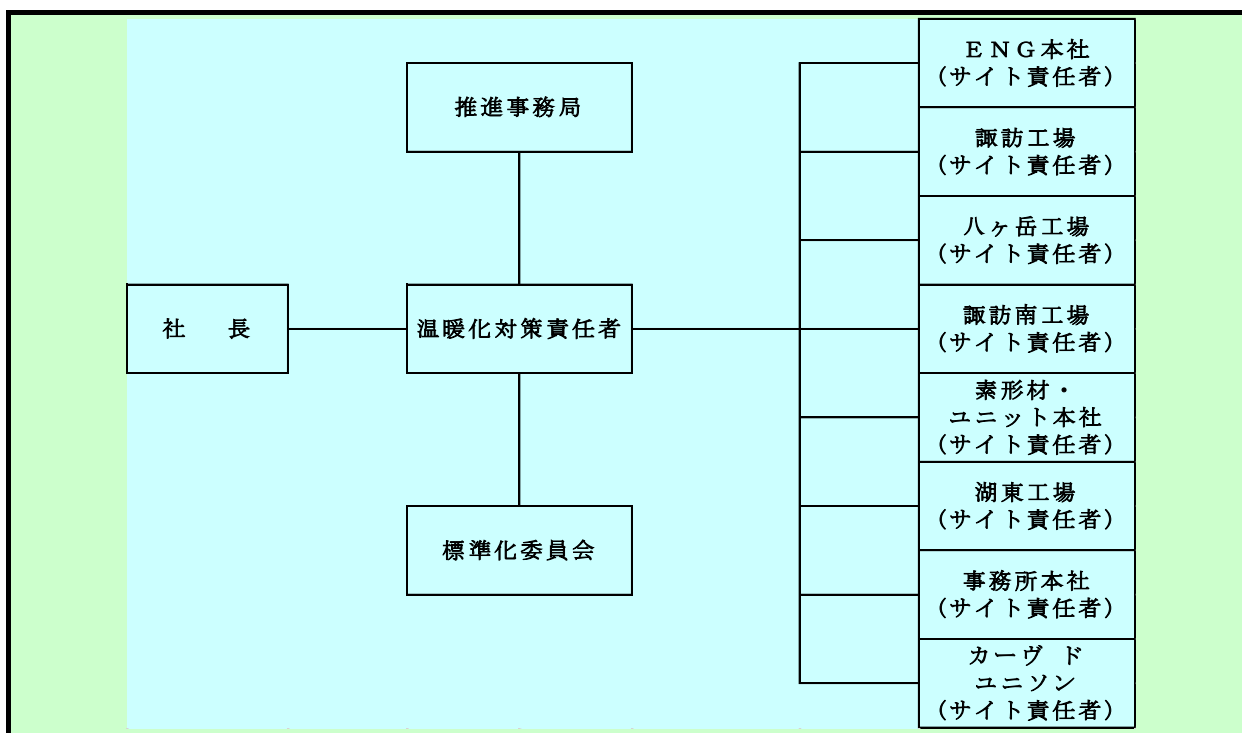 推進事務局
社　長
温暖化対策責任者
標準化委員会
ＥＮＧ本社
(サイト責任者)
諏訪工場
(サイト責任者)
八ヶ岳工場
(サイト責任者)
諏訪南工場
(サイト責任者)
素形材・
ユニット本社
(サイト責任者)
湖東工場
(サイト責任者)
事務所本社
(サイト責任者)
カーヴ ド
ユニソン
(サイト責任者)